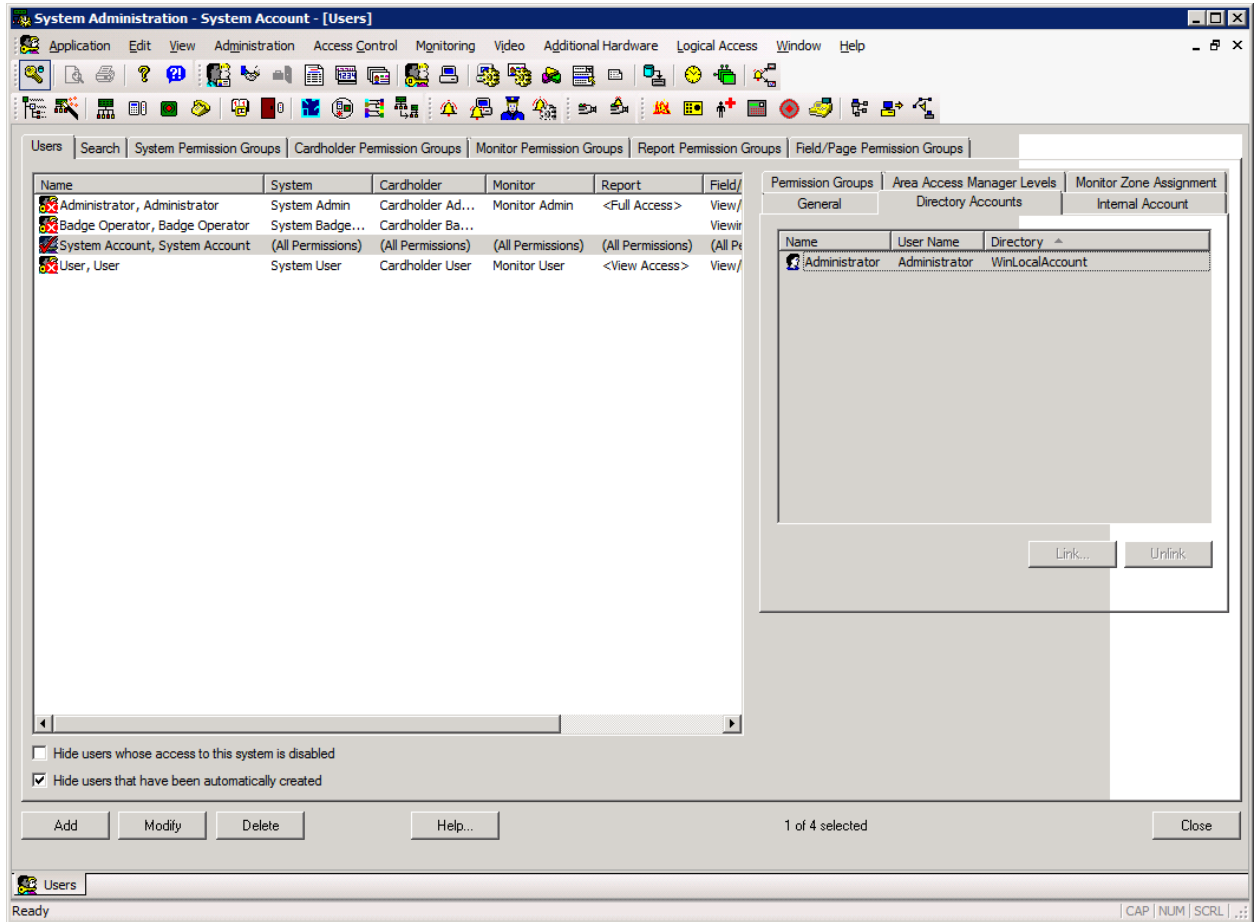 System Administration - System Account - [Users]
Application Edit View Administration Access Control Monitoring Video Additional Hardware Logical Access Window Help
Users Search System Permission Groups Cardholder Permission Groups Monitor Permission Groups Report Permission Groups Field/Page Permission Groups
Name System Cardholder Monitor Report Field/
Administrator, Administrator System Admin Cardholder Ad... Monitor Admin <Full Access> View/
Badge Operator, Badge Operator System Badge... Cardholder Ba... Viewin
System Account, System Account (All Permissions) (All Permissions) (All Permissions) (All Permissions) (All Pe
User, User System User Cardholder User Monitor User <View Access> View/
Permission Groups Area Access Manager Levels Monitor Zone Assignment
General Directory Accounts Internal Account
Name User Name Directory
Administrator Administrator WinLocalAccount
Link... Unlink
Hide users whose access to this system is disabled
Hide users that have been automatically created
Add Modify Delete Help... 1 of 4 selected Close
Users
Ready CAP NUM SCRL